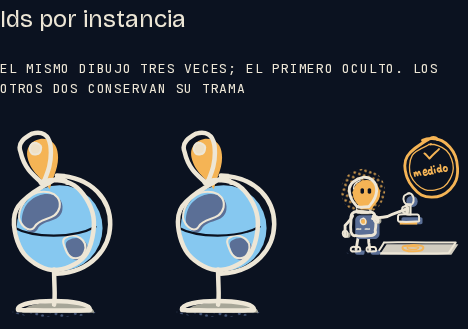 Ids por instancia
EL MISMO DIBUJO TRES VECES; EL PRIMERO OCULTO. LOS
OTROS DOS CONSERVAN SU TRAMA
medido